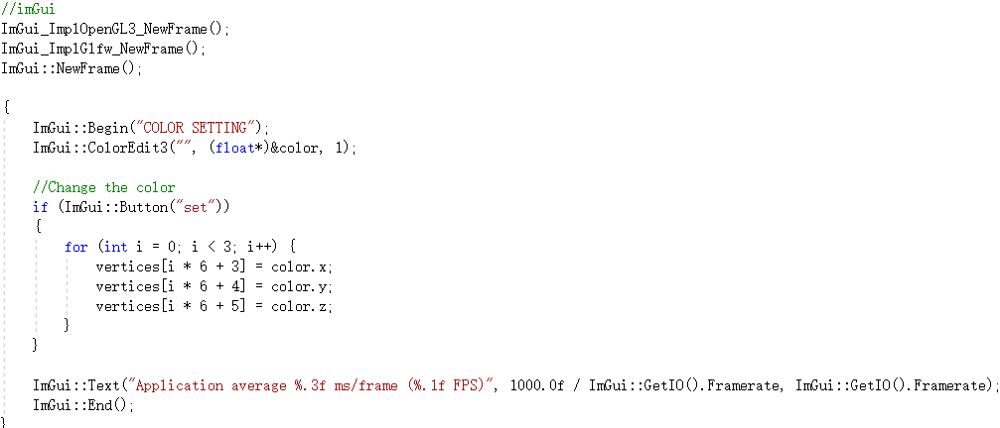 //imGui
ImGui_ImplOpenGL3_NewFrame();
ImGui_ImplGlfw_NewFrame();
ImGui::NewFrame();
{
ImGui::Begin("COLOR SETTING");
ImGui::ColorEdit3("", (float*)&color, 1);
//Change the color
if (ImGui::Button("set"))
{
for (int i = 0; i < 3; i++) {
vertices[i * 6 + 3] = color.x;
vertices[i * 6 + 4] = color.y;
vertices[i * 6 + 5] = color.z;
}
}
ImGui::Text("Application average %.3f ms/frame (%.1f FPS)", 1000.0f / ImGui::GetIO().Framerate, ImGui::GetIO().Framerate);
ImGui::End();
}